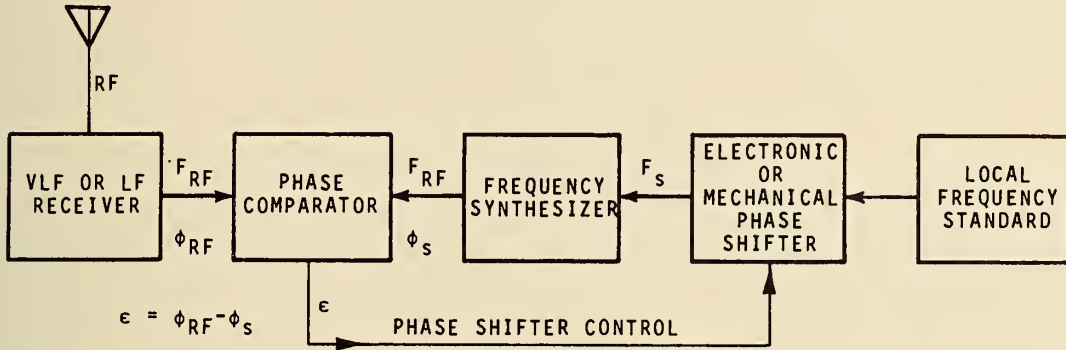 RF
VLF OR LF
RECEIVER
F_RF
ϕ_RF
PHASE
COMPARATOR
F_RF
ϕ_s
FREQUENCY
SYNTHESIZER
F_s
ELECTRONIC
OR
MECHANICAL
PHASE
SHIFTER
LOCAL
FREQUENCY
STANDARD
ε = ϕ_RF-ϕ_s
ε
PHASE SHIFTER CONTROL